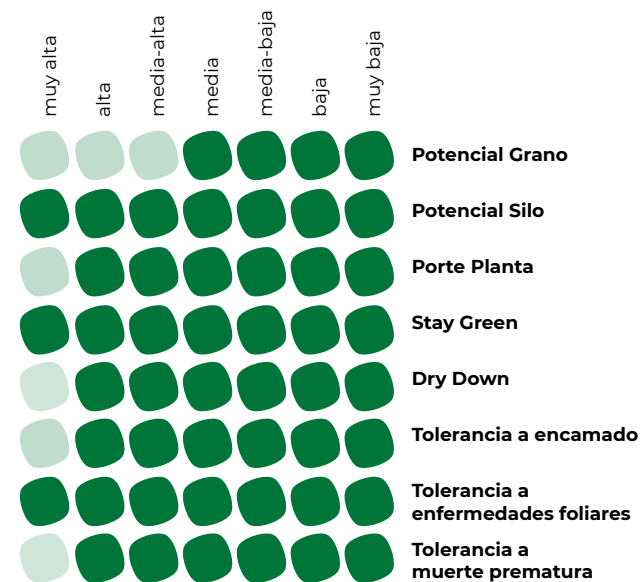 muy alta
alta
media-alta
media
media-baja
baja
muy baja
Potencial Grano
Potencial Silo
Porte Planta
Stay Green
Dry Down
Tolerancia a encamado
Tolerancia a
enfermedades foliares
Tolerancia a
muerte prematura